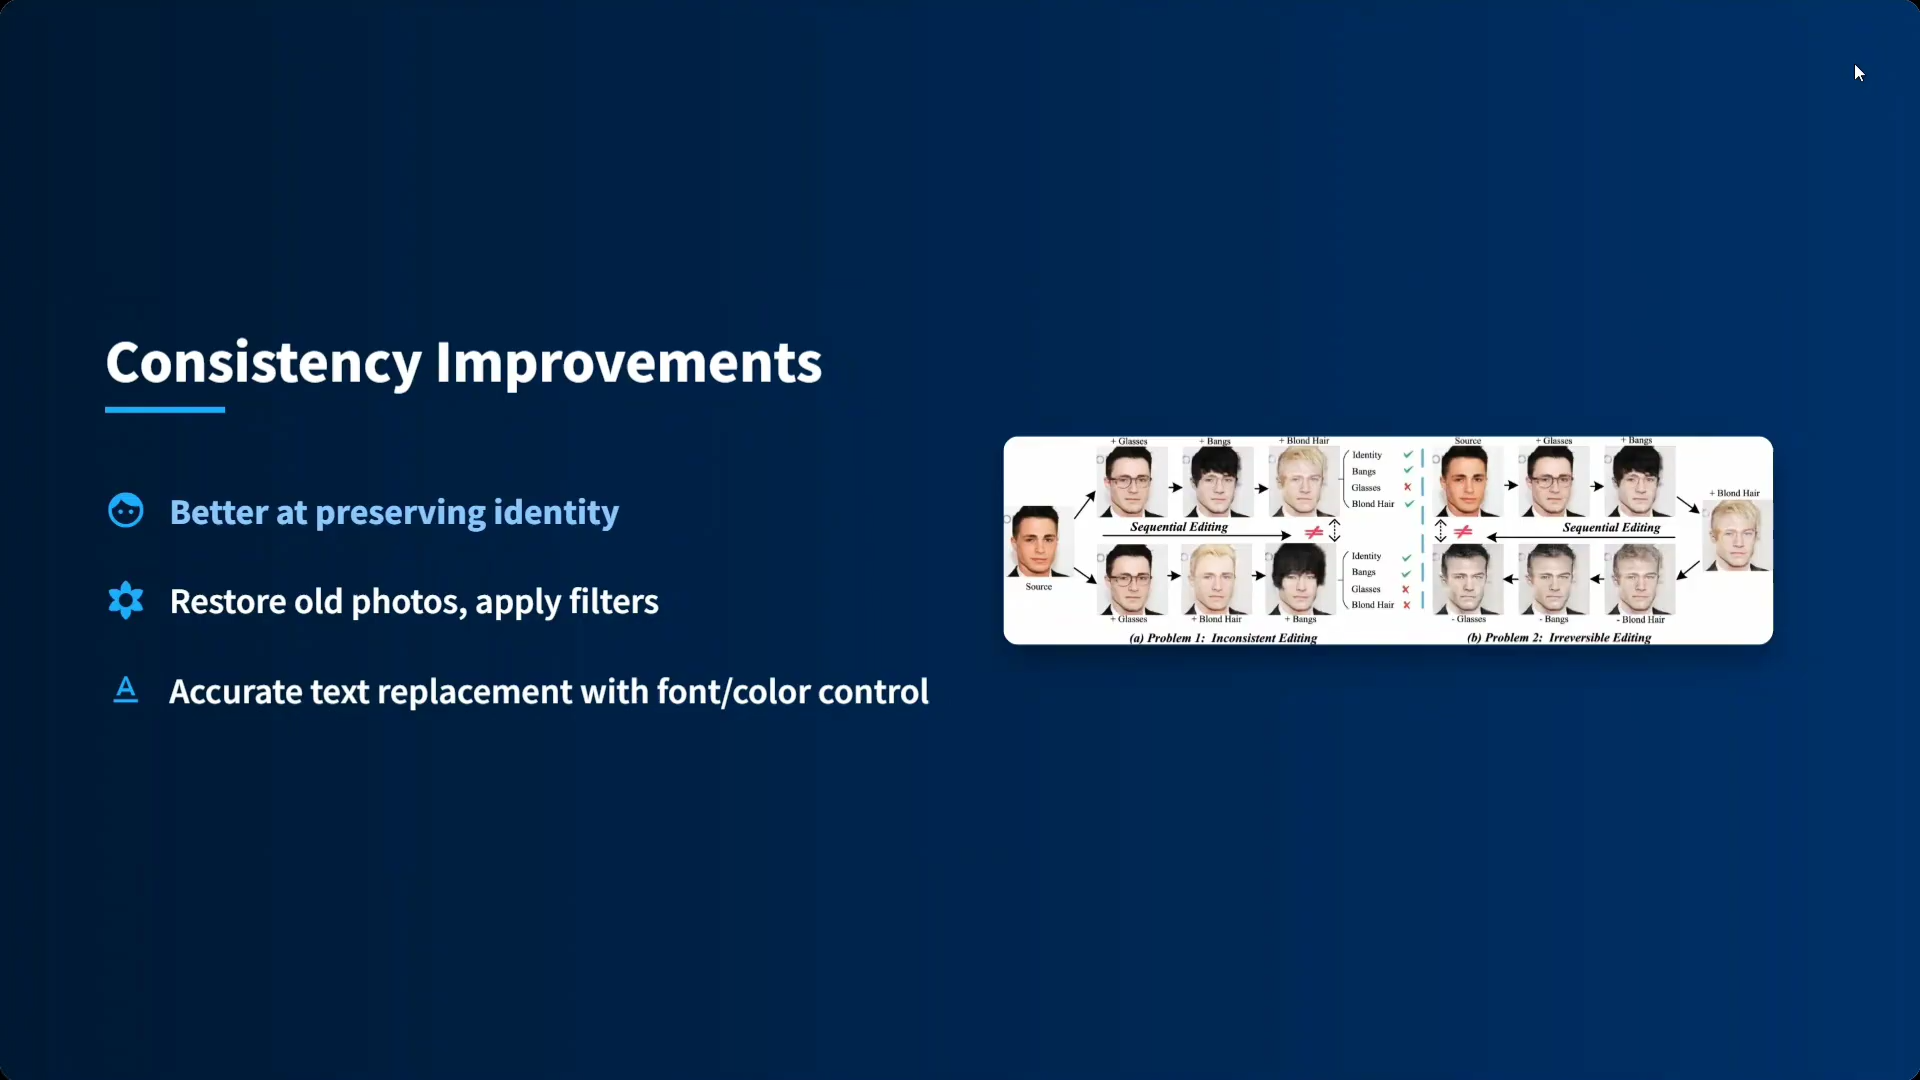 Consistency Improvements
Better at preserving identity
Restore old photos, apply filters
Accurate text replacement with font/color control
+ Glasses
+ Bangs
+ Blond Hair
Source
Sequential Editing
≠
Identity ✓
Bangs ✓
Glasses ✗
Blond Hair ✓
Identity ✓
Bangs ✓
Glasses ✗
Blond Hair ✗
+ Glasses
+ Blond Hair
+ Bangs
(a) Problem 1: Inconsistent Editing
Source
+ Glasses
+ Bangs
+ Blond Hair
≠
Sequential Editing
- Glasses
- Bangs
- Blond Hair
(b) Problem 2: Irreversible Editing